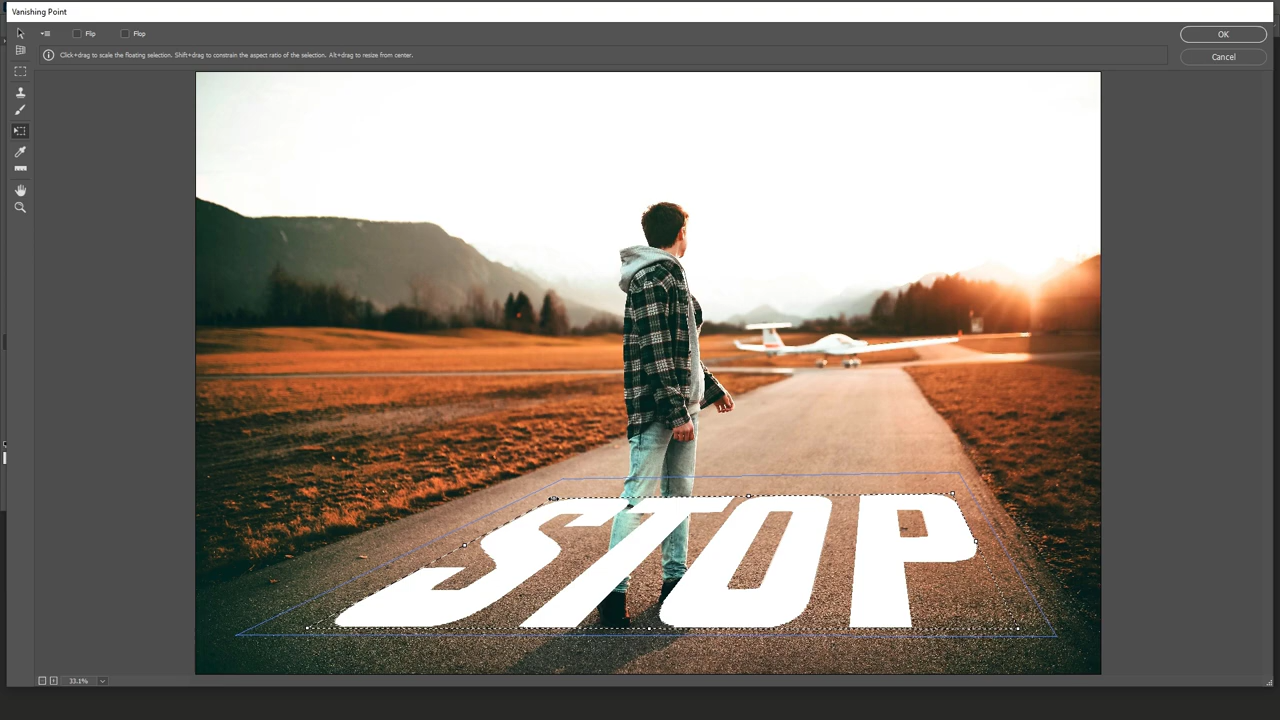 Vanishing Point
Flip
Flop
OK
Click+drag to scale the floating selection. Shift+drag to constrain the aspect ratio of the selection. Alt+drag to resize from center.
Cancel
STOP
33.1%